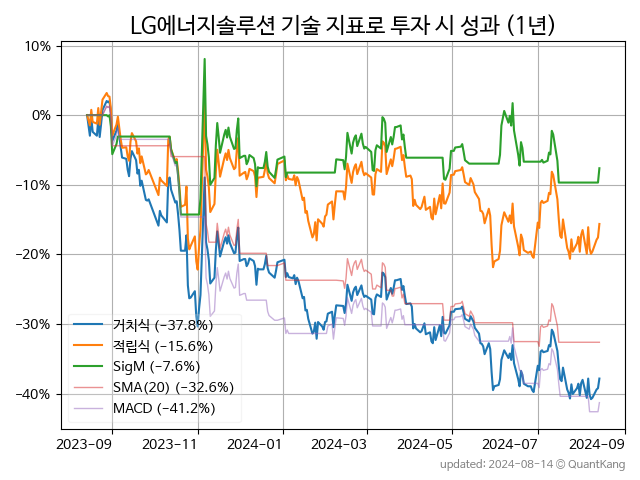 LG에너지솔루션 기술 지표로 투자 시 성과 (1년)
10%
0%
−10%
−20%
−30%
−40%
거치식 (−37.8%)
적립식 (−15.6%)
SigM (−7.6%)
SMA(20) (−32.6%)
MACD (−41.2%)
2023-09
2023-11
2024-01
2024-03
2024-05
2024-07
2024-09
updated: 2024-08-14 © QuantKang